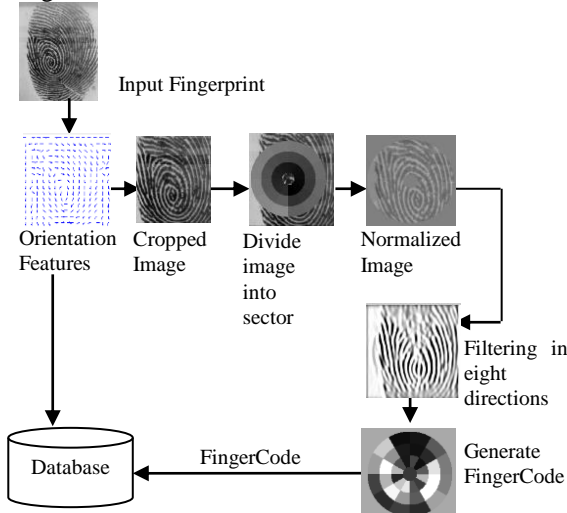 Input Fingerprint
Orientation
Features
Cropped
Image
Divide
image
into
sector
Normalized
Image
Filtering in
eight
directions
Generate
FingerCode
FingerCode
Database